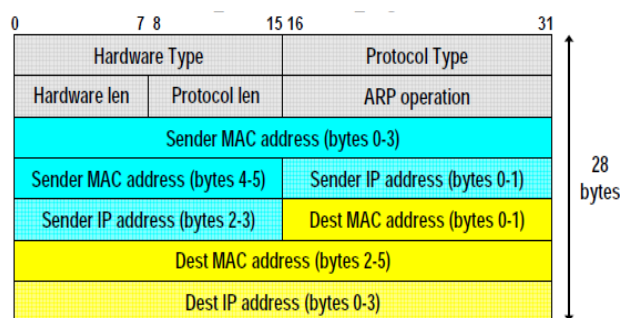 0 7 8 15 16 31
Hardware Type Protocol Type
Hardware len Protocol len ARP operation
Sender MAC address (bytes 0-3)
Sender MAC address (bytes 4-5) Sender IP address (bytes 0-1)
Sender IP address (bytes 2-3) Dest MAC address (bytes 0-1)
Dest MAC address (bytes 2-5)
Dest IP address (bytes 0-3)
28
bytes